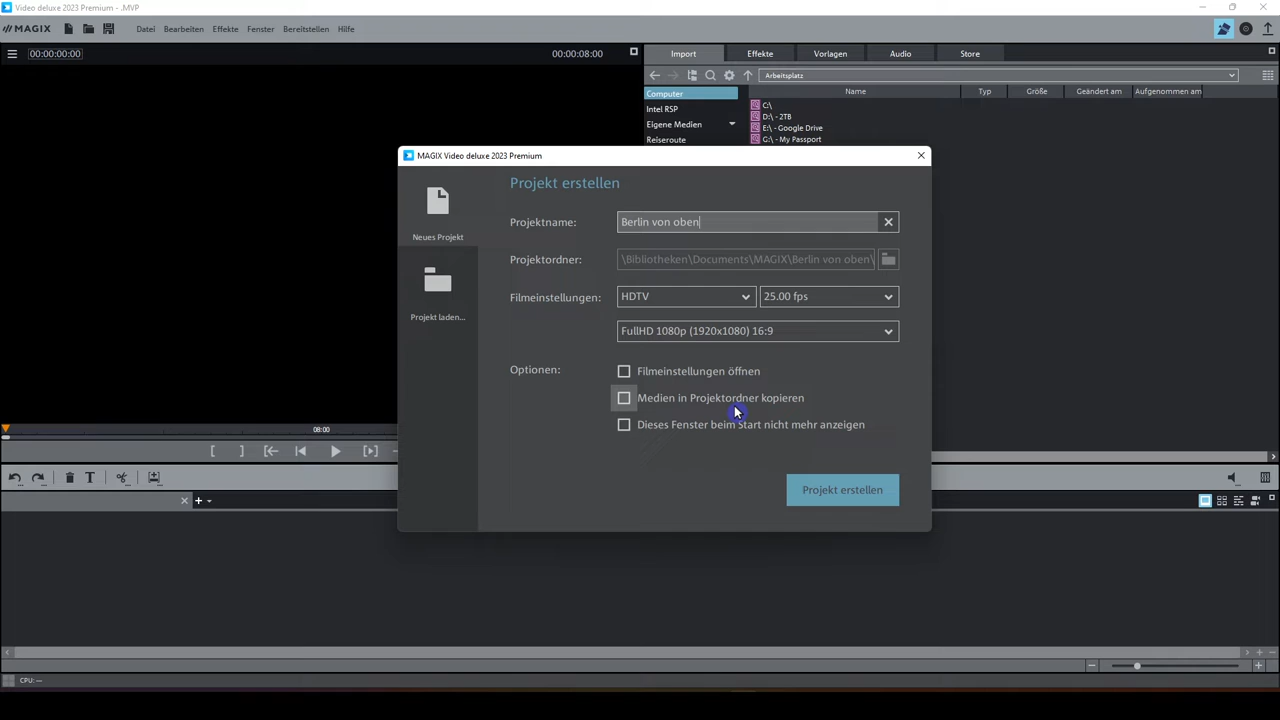 Video deluxe 2023 Premium - .MVP
MAGIX Datei Bearbeiten Effekte Fenster Bereitstellen Hilfe
00:00:00:00 00:00:08:00 Import Effekte Vorlagen Audio Store
Arbeitsplatz
Computer Name Typ Größe Geändert am Aufgenommen am
Intel RSP C:\
Eigene Medien D:\ - 2TB
E:\ - Google Drive
Reiseroute G:\ - My Passport
MAGIX Video deluxe 2023 Premium
Projekt erstellen
Neues Projekt
Projektname: Berlin von oben
Projektordner: \Bibliotheken\Documents\MAGIX\Berlin von oben\
Filmeinstellungen: HDTV 25.00 fps
Projekt laden...
FullHD 1080p (1920x1080) 16:9
Optionen: Filmeinstellungen öffnen
Medien in Projektordner kopieren
Dieses Fenster beim Start nicht mehr anzeigen
08:00
Projekt erstellen
CPU: —